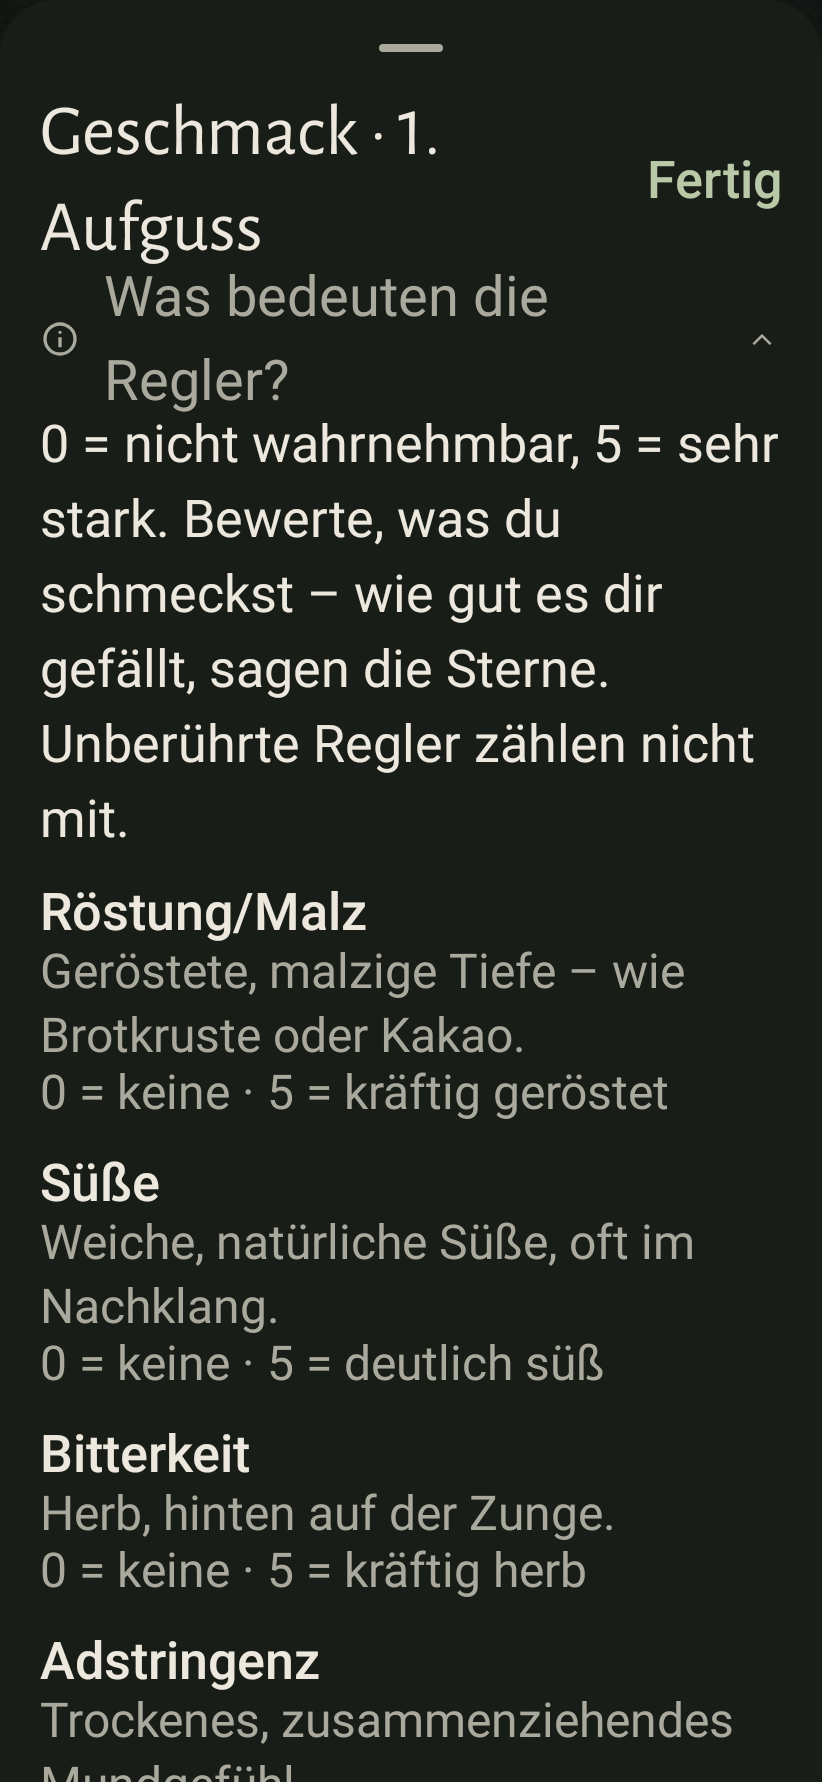 Geschmack · 1.
Aufguss
Fertig
Was bedeuten die
Regler?
0 = nicht wahrnehmbar, 5 = sehr
stark. Bewerte, was du
schmeckst – wie gut es dir
gefällt, sagen die Sterne.
Unberührte Regler zählen nicht
mit.
Röstung/Malz
Geröstete, malzige Tiefe – wie
Brotkruste oder Kakao.
0 = keine · 5 = kräftig geröstet
Süße
Weiche, natürliche Süße, oft im
Nachklang.
0 = keine · 5 = deutlich süß
Bitterkeit
Herb, hinten auf der Zunge.
0 = keine · 5 = kräftig herb
Adstringenz
Trockenes, zusammenziehendes
Mundgefühl